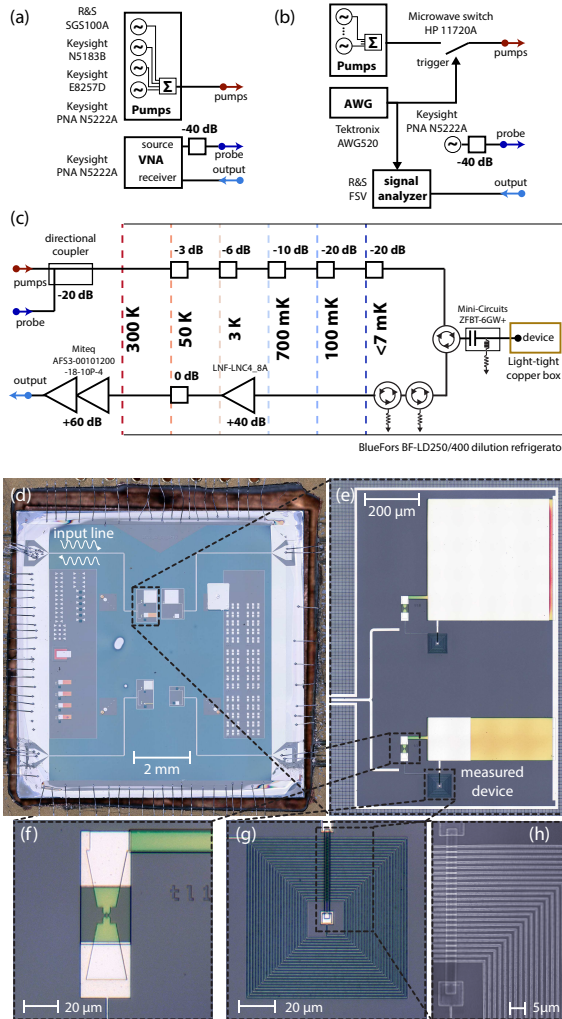 (a)
R&S
SGS100A
Keysight
N5183B
Keysight
E8257D
Keysight
PNA N5222A
Σ
Pumps
pumps
-40 dB
source
VNA
receiver
probe
output
Keysight
PNA N5222A
(b)
Σ
Pumps
Microwave switch
HP 11720A
trigger
pumps
AWG
Tektronix
AWG520
Keysight
PNA N5222A
probe
-40 dB
R&S
FSV
signal
analyzer
output
(c)
directional
coupler
pumps
-20 dB
probe
-3 dB
-6 dB
-10 dB
-20 dB
-20 dB
300 K
50 K
3 K
700 mK
100 mK
<7 mK
Mini-Circuits
ZFBT-6GW+
device
Light-tight
copper box
Miteq
AFS3-00101200
-18-10P-4
output
+60 dB
0 dB
LNF-LNC4_8A
+40 dB
BlueFors BF-LD250/400 dilution refrigerato
(d)
input line
2 mm
(e)
200 µm
measured
device
(f)
tl1
20 µm
(g)
20 µm
(h)
5µm